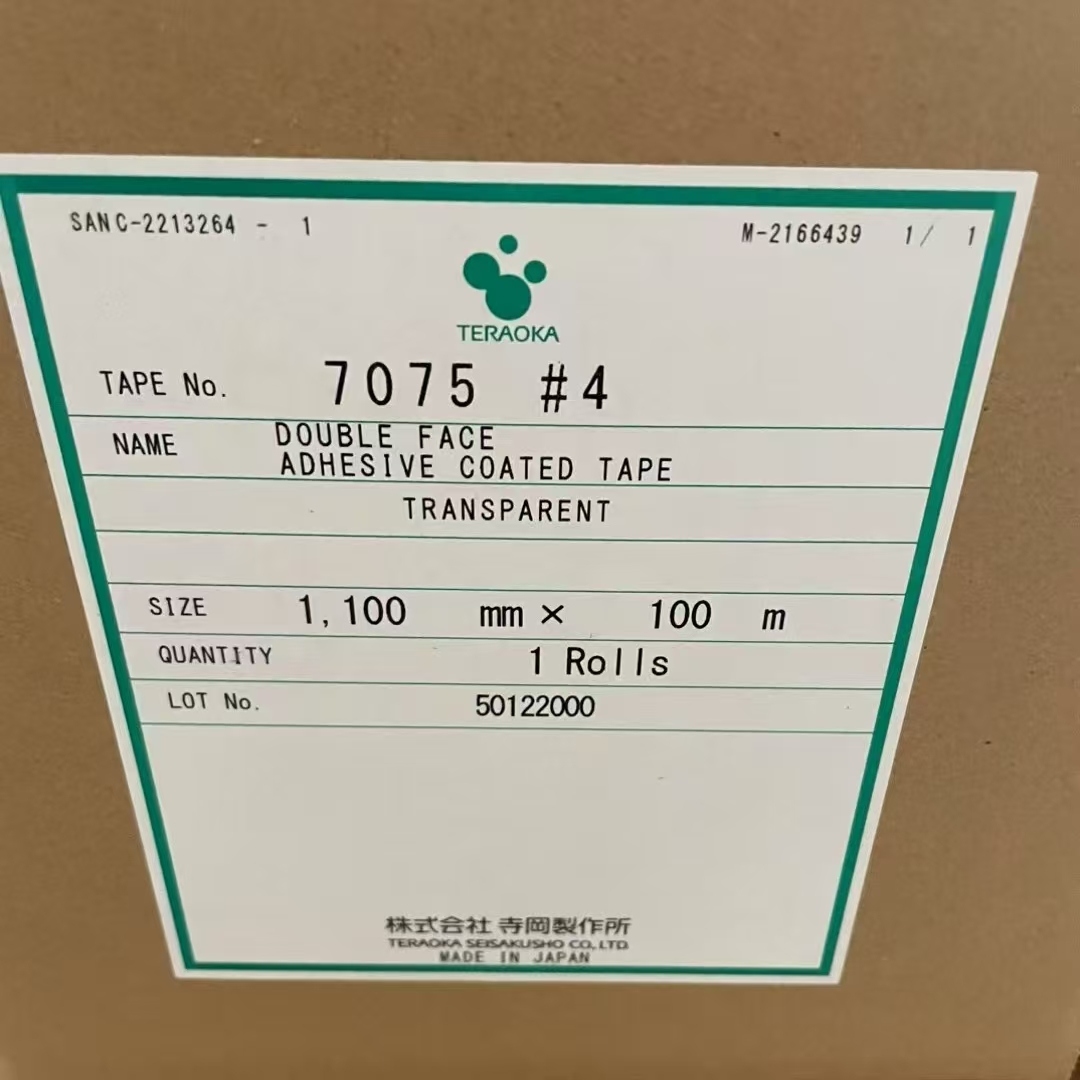 SANC-2213264 - 1
M-2166439 1/ 1
TERAOKA
TAPE No. 7075 #4
NAME DOUBLE FACE
ADHESIVE COATED TAPE
TRANSPARENT
SIZE 1,100 mm × 100 m
QUANTITY 1 Rolls
LOT No. 50122000
株式会社 寺岡製作所
TERAOKA SEISAKUSHO CO., LTD.
MADE IN JAPAN